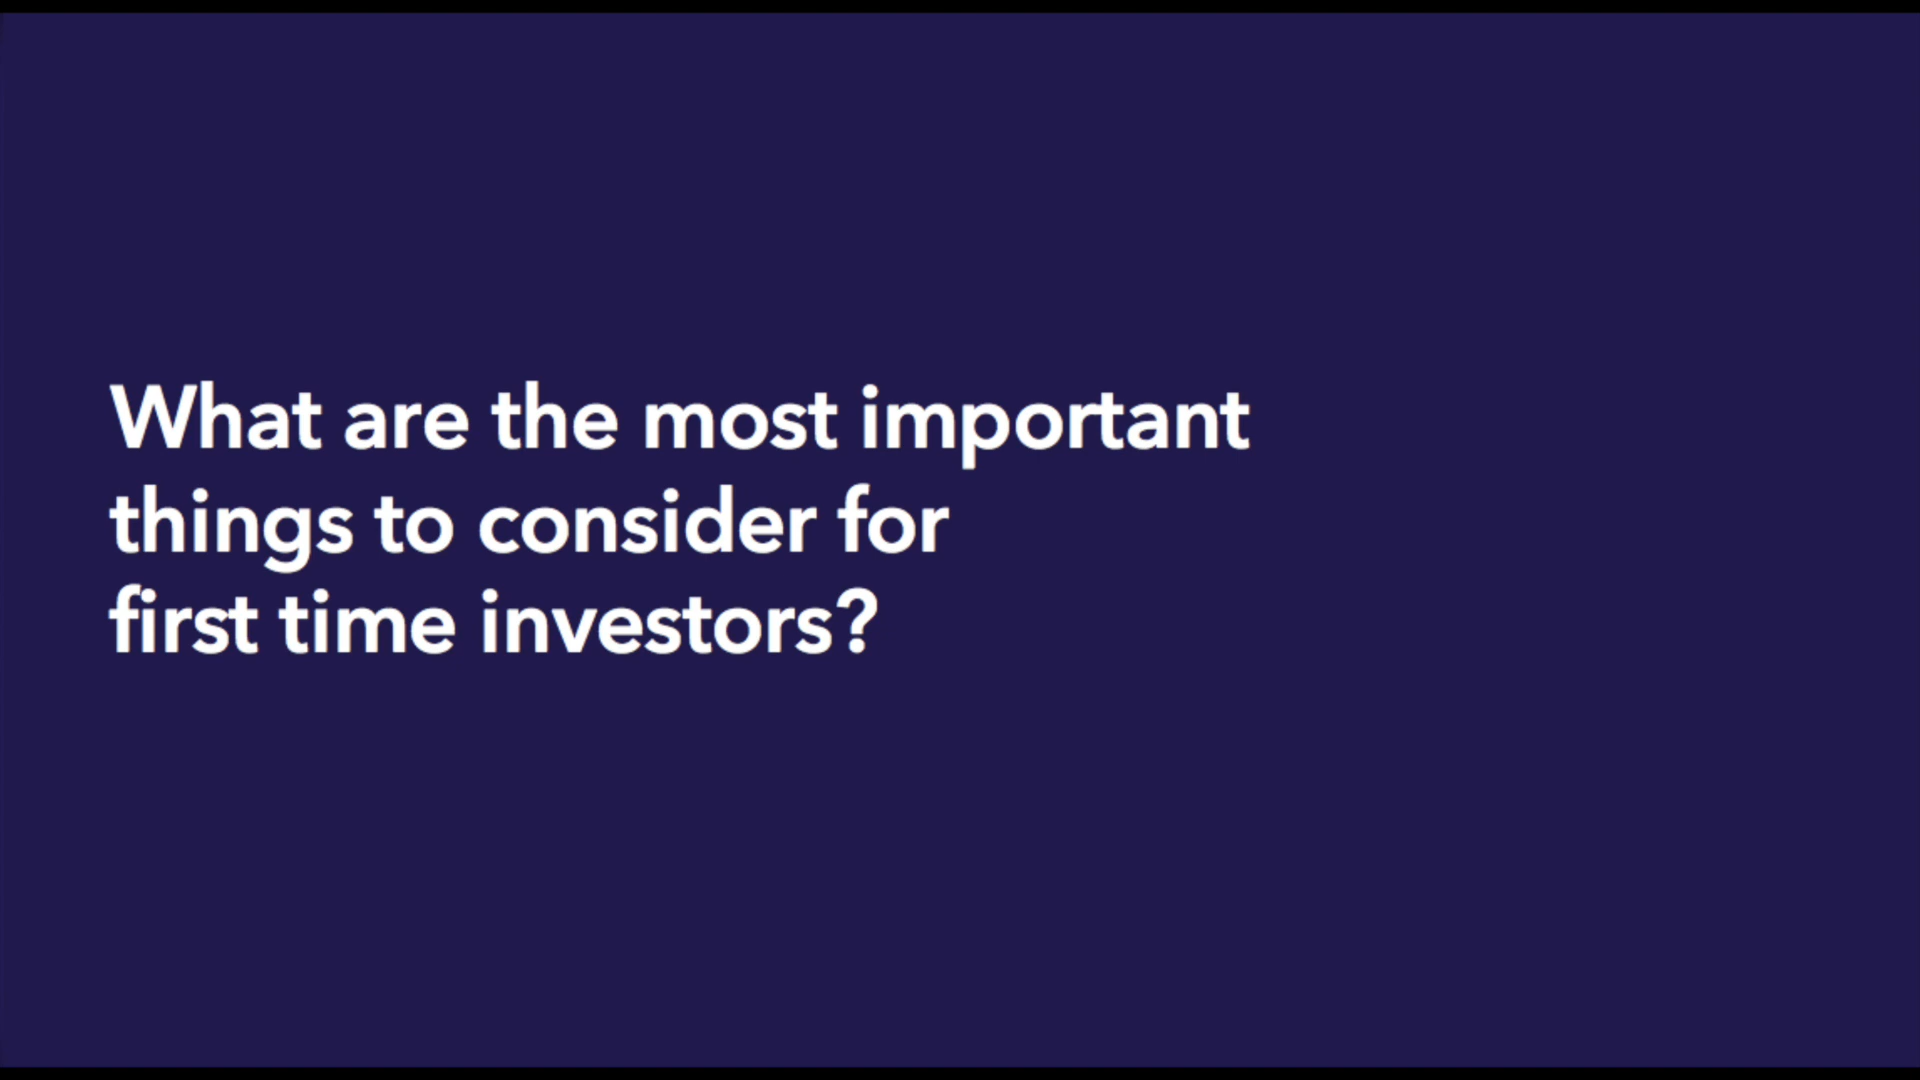 What are the most important
things to consider for
first time investors?